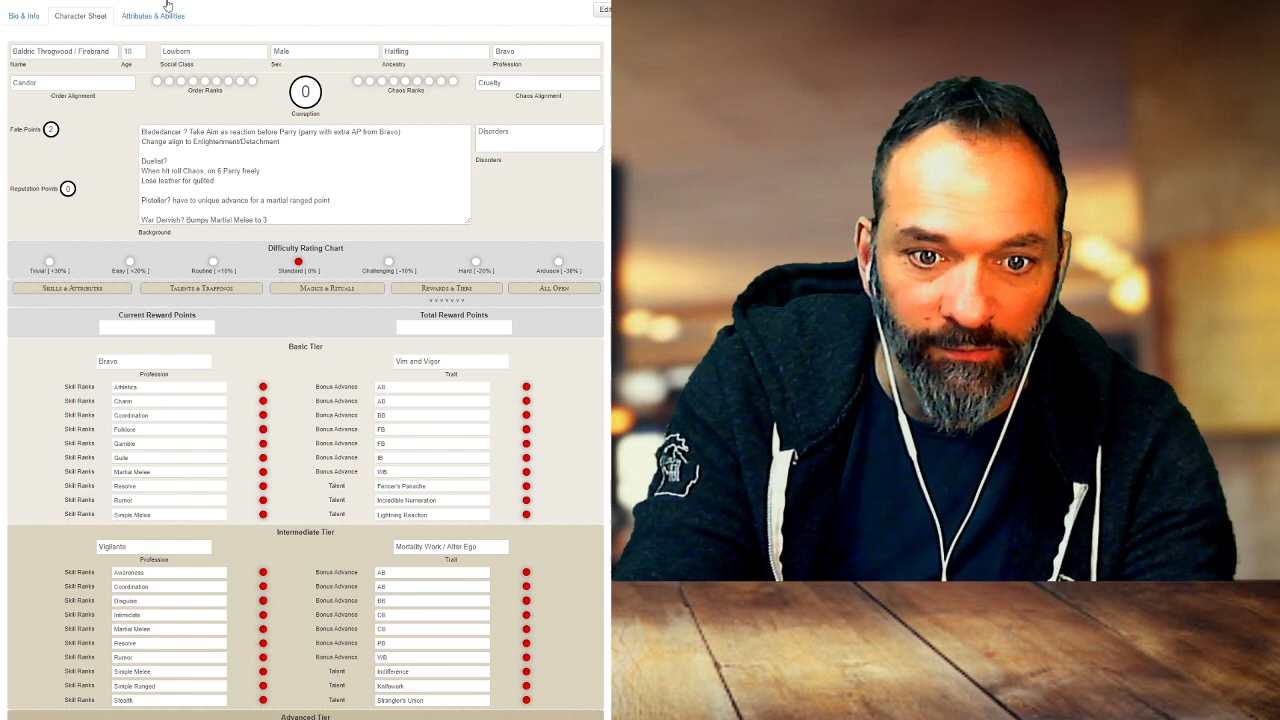 Bio & Info Character Sheet Attributes & Abilities Edit
Baldric Throgwood / Firebrand 18 Lowborn Male Halfling Bravo
Name Age Social Class Sex Ancestry Profession
Candor Cruelty
Order Alignment Order Ranks 0 Chaos Ranks Chaos Alignment
Corruption
Fate Points 2
Bladedancer ? Take Aim as reaction before Parry (parry with extra AP from Bravo)
Change align to Enlightenment/Detachment
Duelist?
When hit roll Chaos, on 6 Parry freely
Lose leather for quilted
Pistolier? have to unique advance for a martial ranged point
War Dervish? Bumps Martial Melee to 3
Disorders
Disorders
Reputation Points 0
Background
Difficulty Rating Chart
Trivial [ +30% ] Easy [ +20% ] Routine [ +10% ] Standard [ 0% ] Challenging [ -10% ] Hard [ -20% ] Arduous [ -30% ]
Skills & Attributes Talents & Trappings Magics & Rituals Rewards & Tiers All Open
v v v v v v v
Current Reward Points Total Reward Points
Basic Tier
Bravo Vim and Vigor
Profession Trait
Skill Ranks Athletics Bonus Advance AB
Skill Ranks Charm Bonus Advance AB
Skill Ranks Coordination Bonus Advance BB
Skill Ranks Folklore Bonus Advance FB
Skill Ranks Gamble Bonus Advance FB
Skill Ranks Guile Bonus Advance IB
Skill Ranks Martial Melee Bonus Advance WB
Skill Ranks Resolve Talent Fencer's Panache
Skill Ranks Rumor Talent Incredible Numeration
Skill Ranks Simple Melee Talent Lightning Reaction
Intermediate Tier
Vigilante Mortality Work / Alter Ego
Profession Trait
Skill Ranks Awareness Bonus Advance AB
Skill Ranks Coordination Bonus Advance AB
Skill Ranks Disguise Bonus Advance BB
Skill Ranks Intimidate Bonus Advance CB
Skill Ranks Martial Melee Bonus Advance CB
Skill Ranks Resolve Bonus Advance PB
Skill Ranks Rumor Bonus Advance WB
Skill Ranks Simple Melee Talent Indifference
Skill Ranks Simple Ranged Talent Knifework
Skill Ranks Stealth Talent Strangler's Union
Advanced Tier